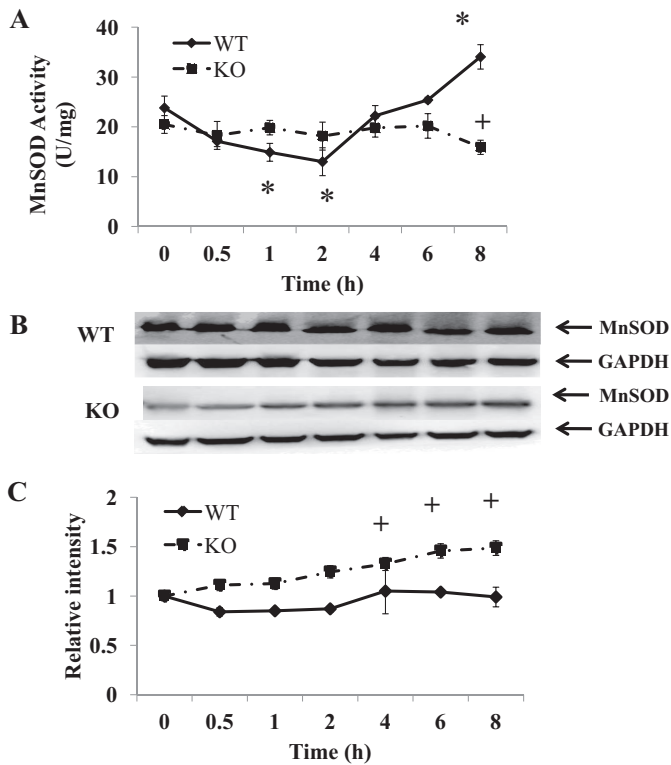 A
WT
KO
MnSOD Activity
(U/mg)
40
30
20
10
0
*
*
*
+
0 0.5 1 2 4 6 8
Time (h)
B
WT
MnSOD
GAPDH
KO
MnSOD
GAPDH
C
WT
KO
Relative intensity
2
1.5
1
0.5
0
+ + +
0 0.5 1 2 4 6 8
Time (h)